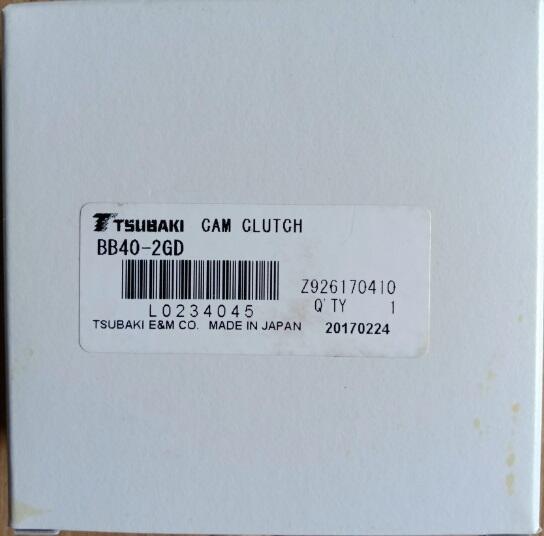 TSUBAKI CAM CLUTCH
BB40-2GD
Z926170410
L0234045 Q'TY 1
TSUBAKI E&M CO. MADE IN JAPAN 20170224